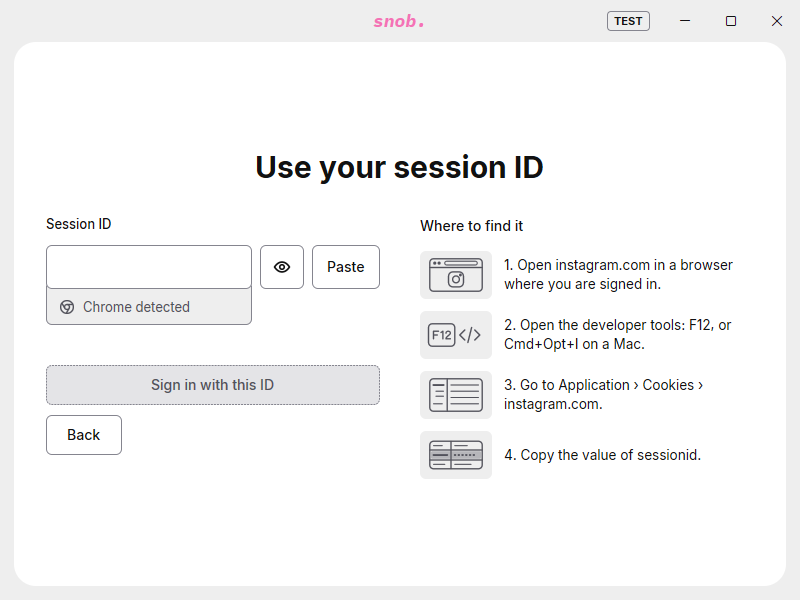 snob.
TEST
Use your session ID
Session ID
Paste
Chrome detected
Sign in with this ID
Back
Where to find it
1. Open instagram.com in a browser
where you are signed in.
F12 </>
2. Open the developer tools: F12, or
Cmd+Opt+I on a Mac.
3. Go to Application › Cookies ›
instagram.com.
4. Copy the value of sessionid.